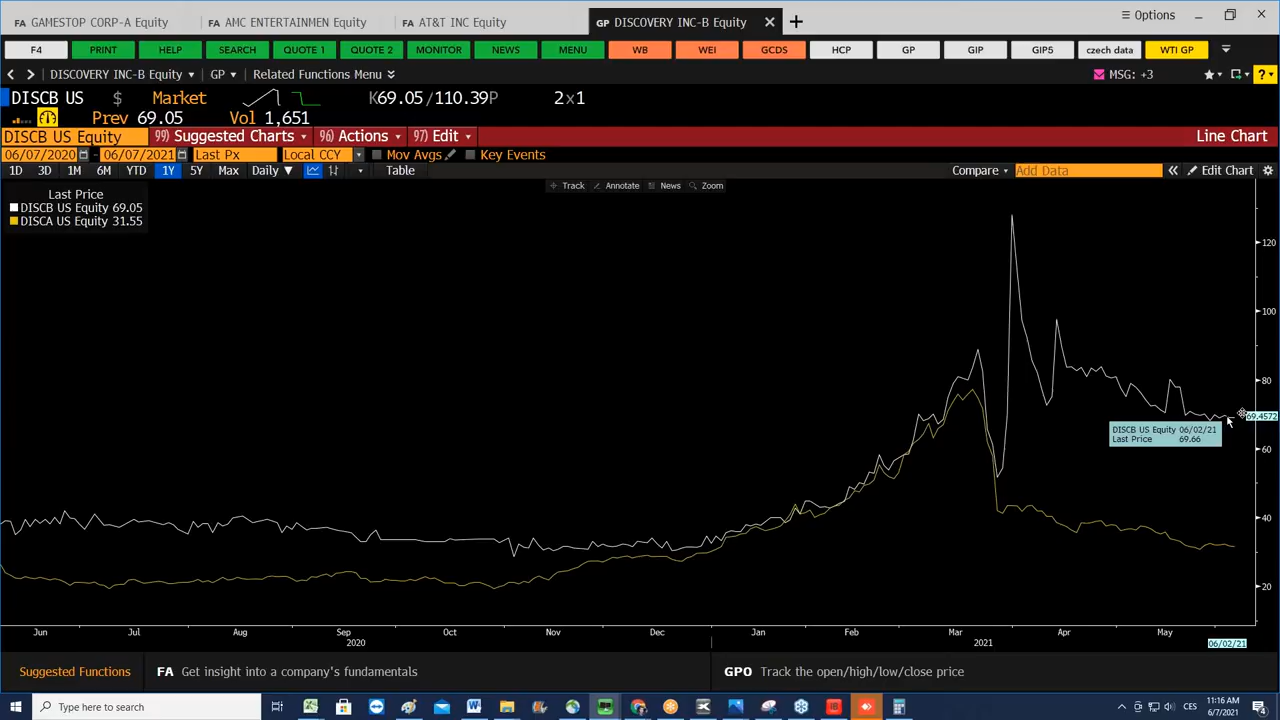 FA GAMESTOP CORP-A Equity FA AMC ENTERTAINMEN Equity FA AT&T INC Equity GP DISCOVERY INC-B Equity
Options
F4 PRINT HELP SEARCH QUOTE 1 QUOTE 2 MONITOR NEWS MENU WB WEI GCDS HCP GP GIP GIP5 czech data WTI GP
DISCOVERY INC-B Equity GP Related Functions Menu MSG: +3 ?
DISCB US $ Market K69.05/110.39P 2x1
Prev 69.05 Vol 1,651
DISCB US Equity 99) Suggested Charts 96) Actions 97) Edit Line Chart
06/07/2020 - 06/07/2021 Last Px Local CCY Mov Avgs Key Events
1D 3D 1M 6M YTD 1Y 5Y Max Daily ▼ Table Compare Add Data « Edit Chart
Track Annotate News Zoom
Last Price
DISCB US Equity 69.05
DISCA US Equity 31.55
120
100
80
69.4572
DISCB US Equity 06/02/21
Last Price 69.66
60
40
20
Jun Jul Aug Sep Oct Nov Dec Jan Feb Mar Apr May
2020 2021 06/02/21
Suggested Functions FA Get insight into a company's fundamentals GPO Track the open/high/low/close price
Type here to search
CES
11:16 AM
6/7/2021
4